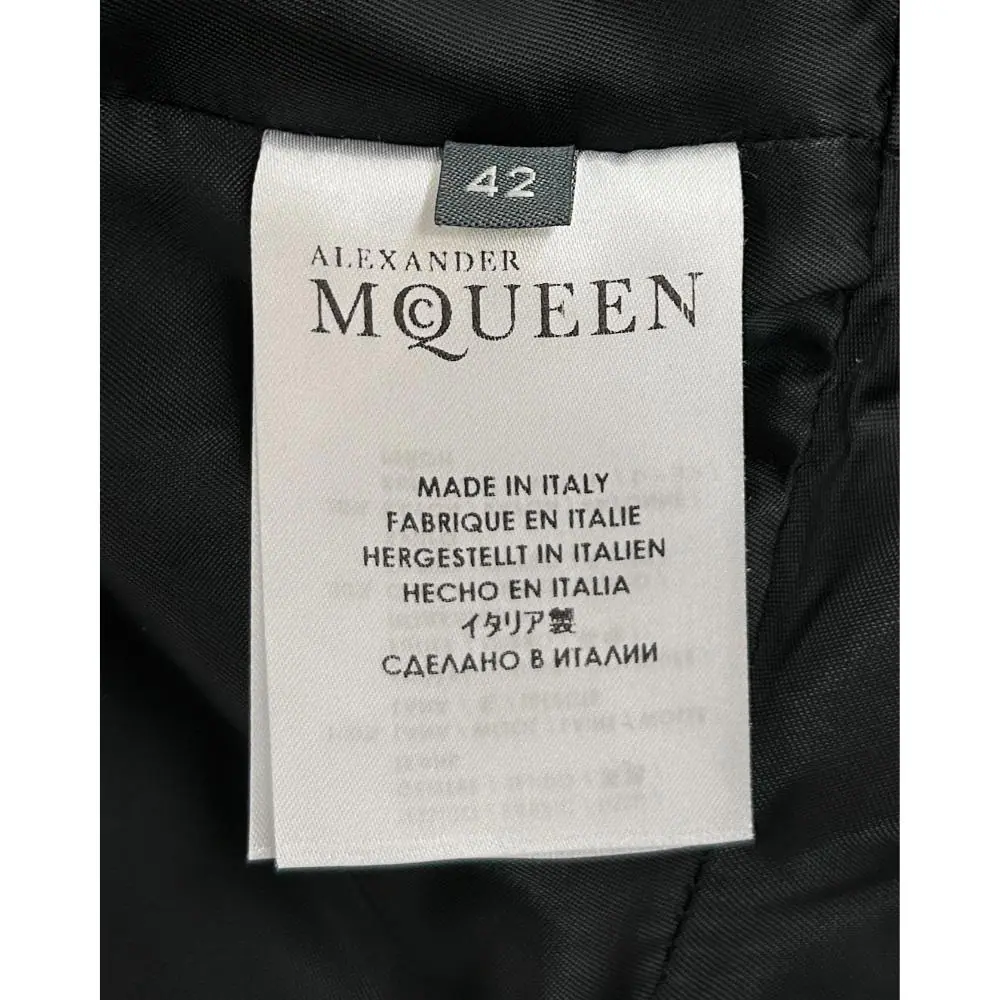 42
ALEXANDER
MCQUEEN
MADE IN ITALY
FABRIQUE EN ITALIE
HERGESTELLT IN ITALIEN
HECHO EN ITALIA
イタリア製
СДЕЛАНО В ИТАЛИИ